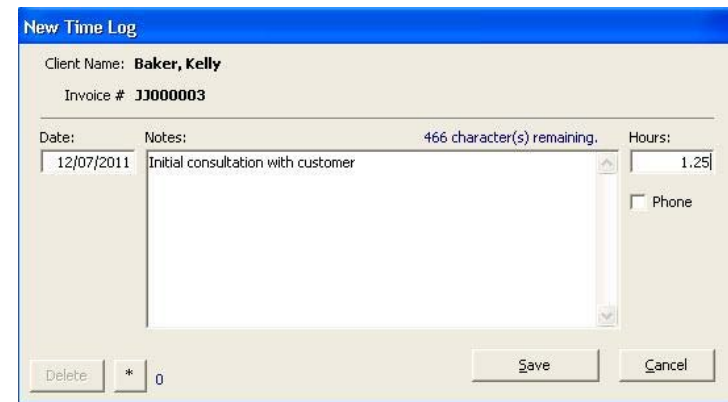 New Time Log
Client Name: Baker, Kelly
Invoice # JJ000003
Date: Notes: 466 character(s) remaining. Hours:
12/07/2011 Initial consultation with customer 1.25
Phone
Delete * 0 Save Cancel